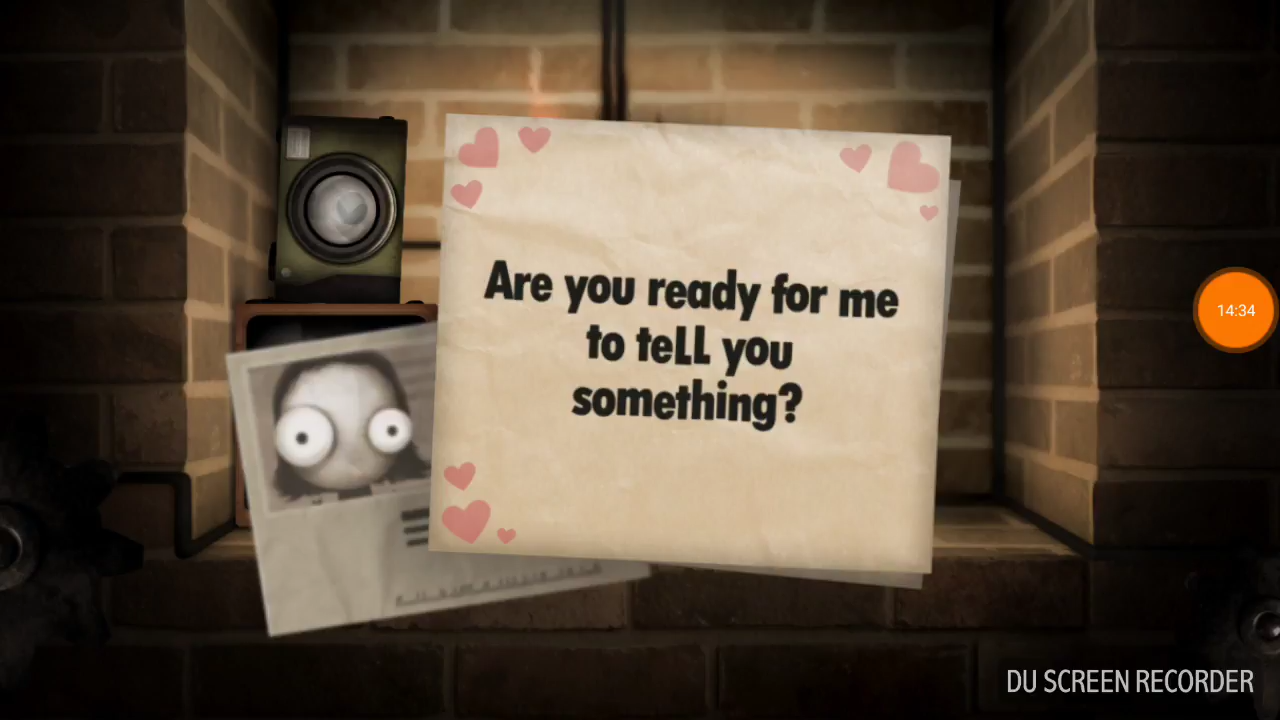 Are you ready for me
to tell you
something?
14:34
DU SCREEN RECORDER